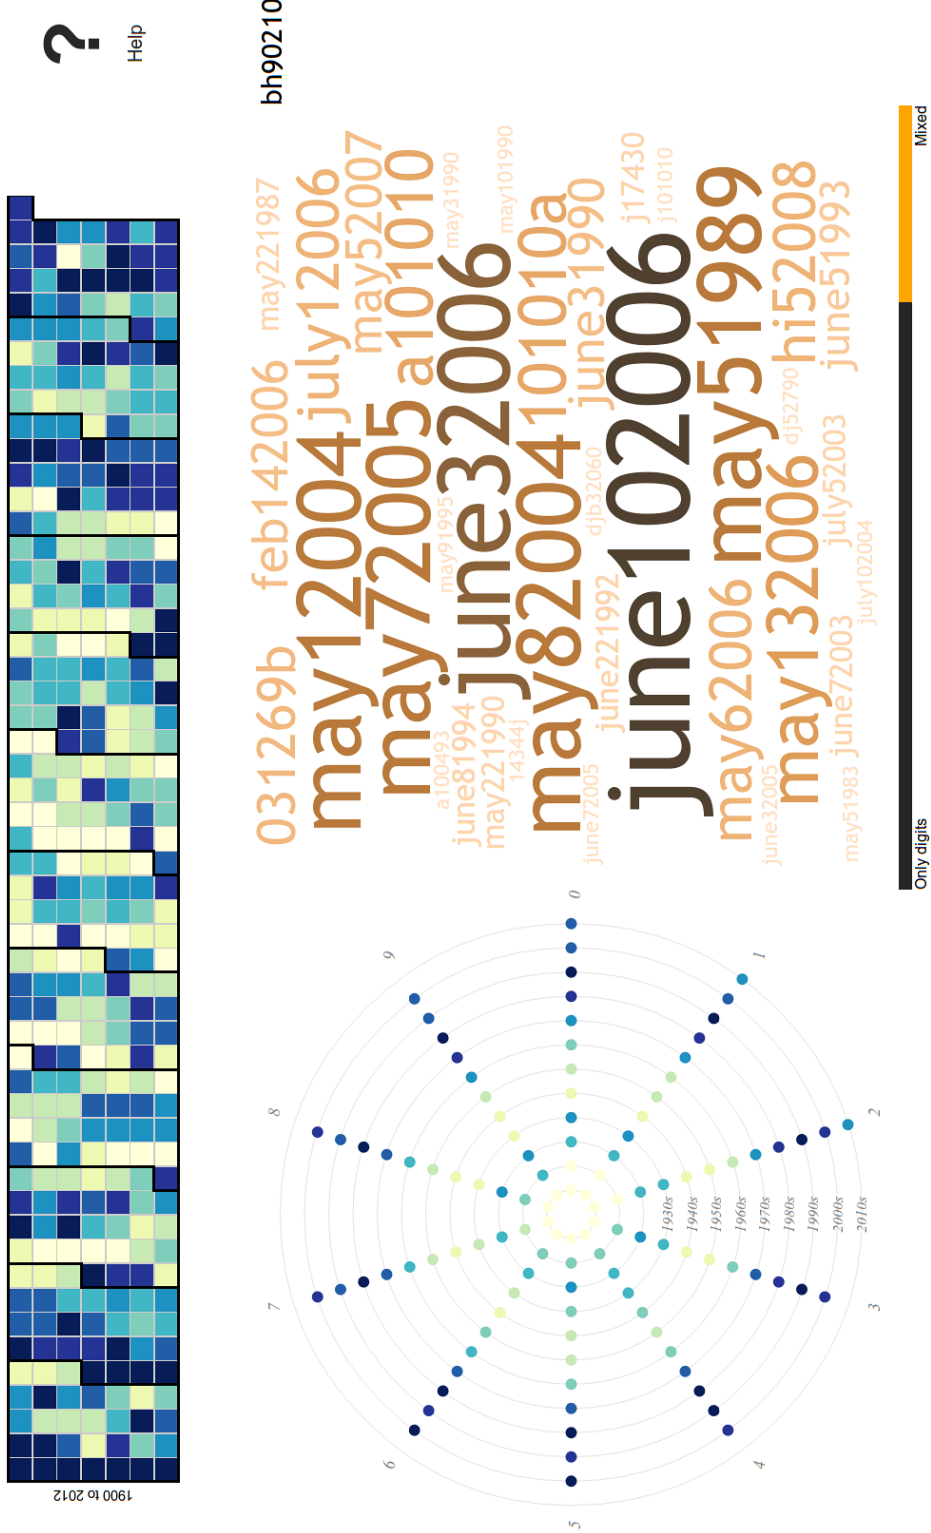 1900 to 2012
?
Help
bh90210
031269b
feb142006
may221987
may12004
july12006
may52007
may72005
a101010
a100493
may91995
may31990
june81994
june32006
may221990
14344j
may101990
may82004
1010101a
june72005
djb32060
june31990
june221992
j17430
june102006
j101010
may62006
may51989
june32005
dj52790
may132006
hi52008
may51983
june72003
july52003
june51993
july102004
Only digits
Mixed
0
1
2
3
4
5
6
7
8
9
1930s
1940s
1950s
1960s
1970s
1980s
1990s
2000s
2010s